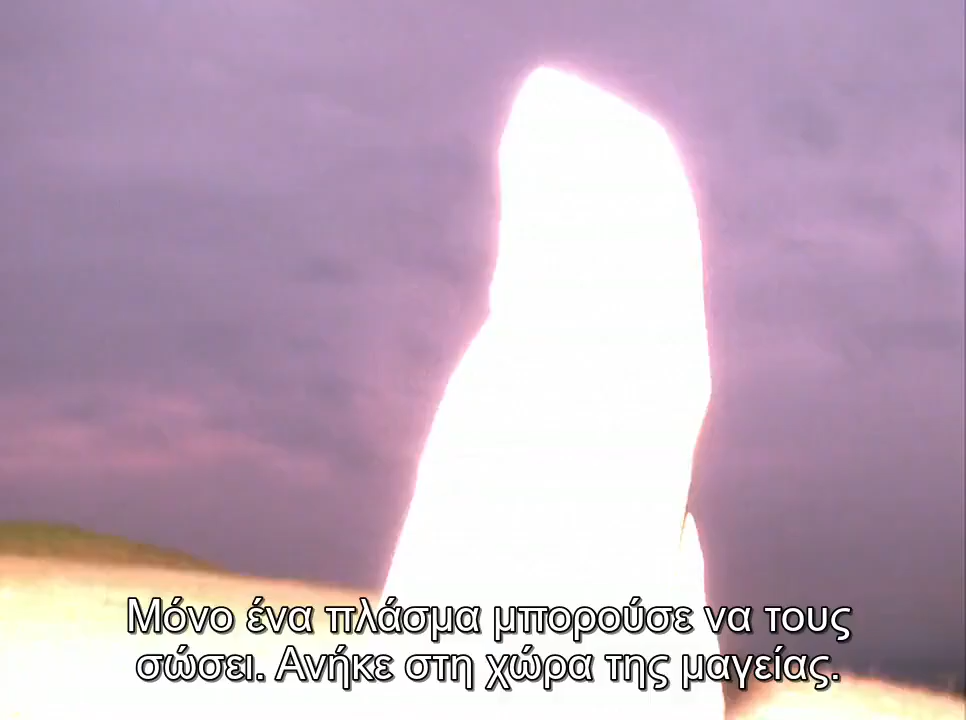 Μόνο ένα πλάσμα μπορούσε να τους
σώσει. Ανήκε στη χώρα της μαγείας.